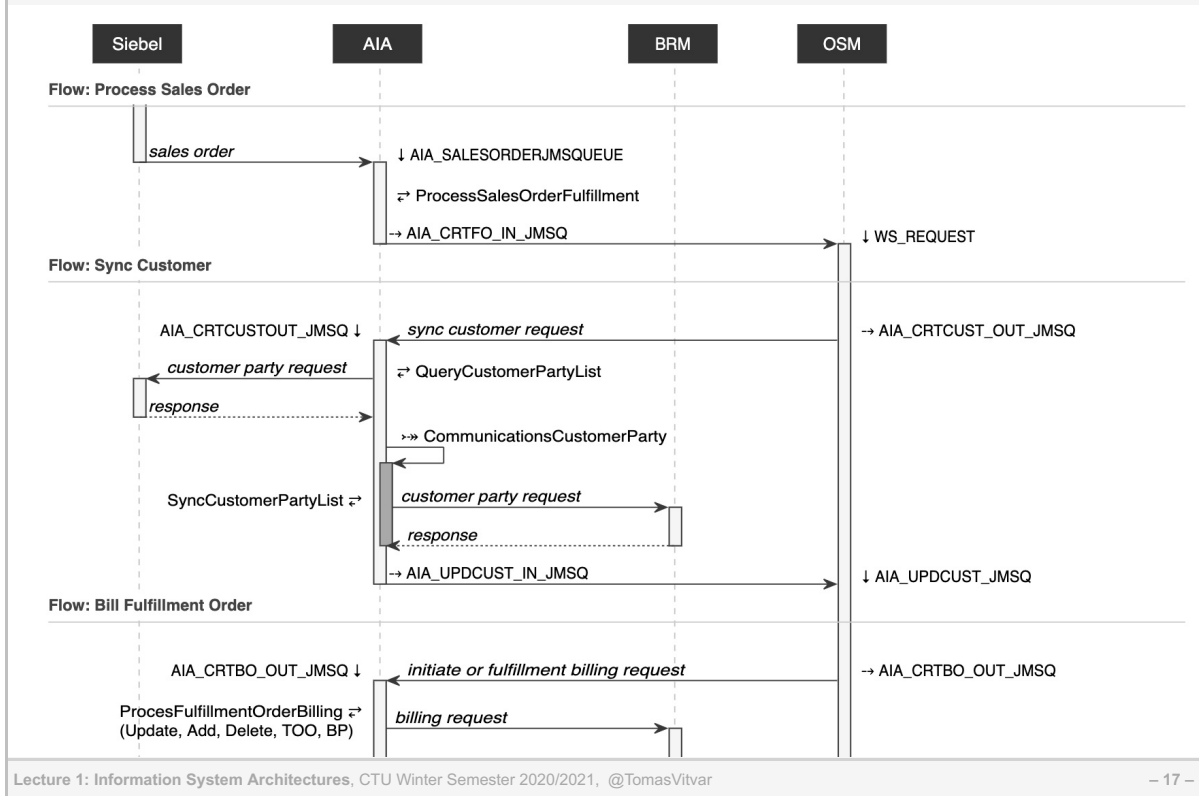 Siebel
AIA
BRM
OSM
Flow: Process Sales Order
sales order
↓ AIA_SALESORDERJMSQUEUE
⇄ ProcessSalesOrderFulfillment
⇢ AIA_CRTFO_IN_JMSQ
↓ WS_REQUEST
Flow: Sync Customer
AIA_CRTCUSTOUT_JMSQ ↓
sync customer request
⇢ AIA_CRTCUST_OUT_JMSQ
customer party request
⇄ QueryCustomerPartyList
response
⤐ CommunicationsCustomerParty
SyncCustomerPartyList ⇄
customer party request
response
⇢ AIA_UPDCUST_IN_JMSQ
↓ AIA_UPDCUST_JMSQ
Flow: Bill Fulfillment Order
AIA_CRTBO_OUT_JMSQ ↓
initiate or fulfillment billing request
⇢ AIA_CRTBO_OUT_JMSQ
ProcesFulfillmentOrderBilling ⇄
(Update, Add, Delete, TOO, BP)
billing request
Lecture 1: Information System Architectures, CTU Winter Semester 2020/2021, @TomasVitvar
– 17 –